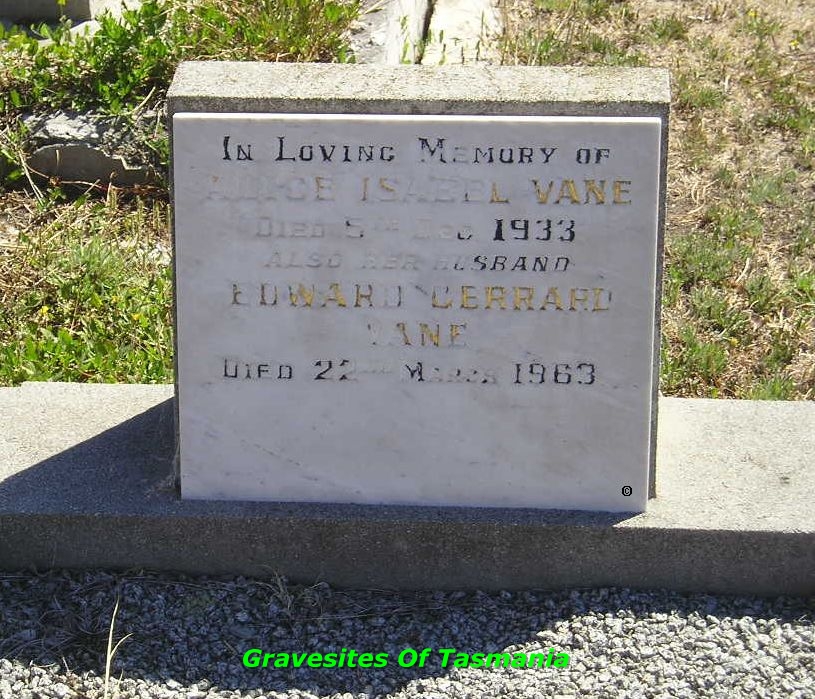 IN LOVING MEMORY OF
ALICE ISABEL VANE
DIED 5TH DEC 1933
ALSO HER HUSBAND
EDWARD GERRARD
VANE
DIED 22ND MARCH 1963
©
Gravesites Of Tasmania